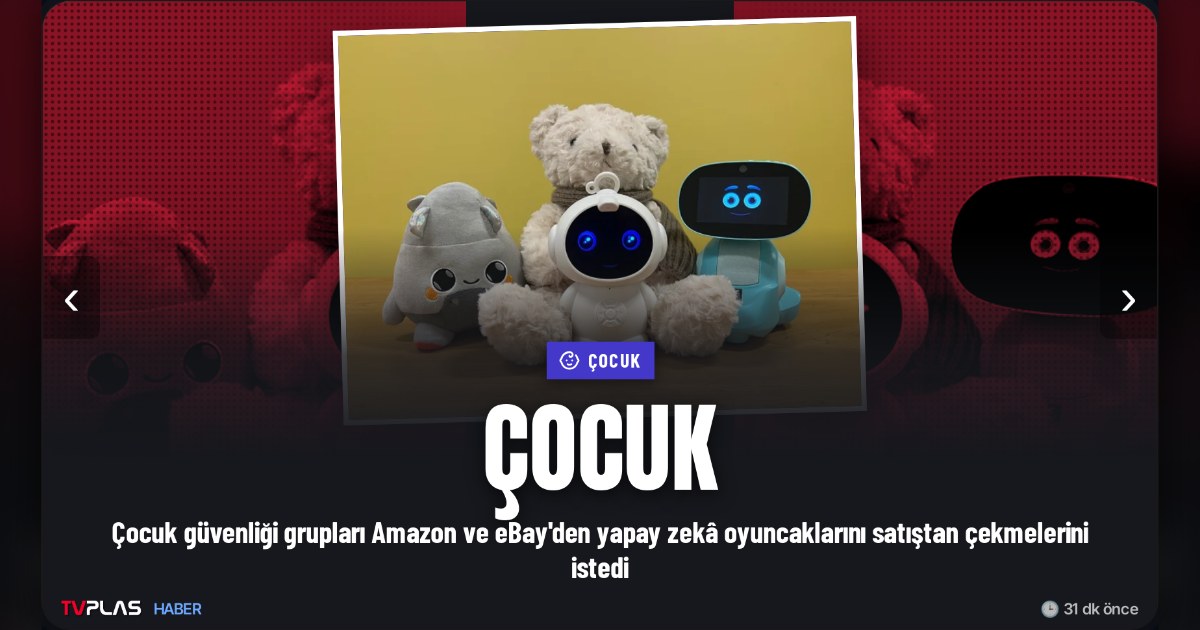 ÇOCUK
ÇOCUK
Çocuk güvenliği grupları Amazon ve eBay'den yapay zekâ oyuncaklarını satıştan çekmelerini
istedi
TVPLAS HABER
31 dk önce